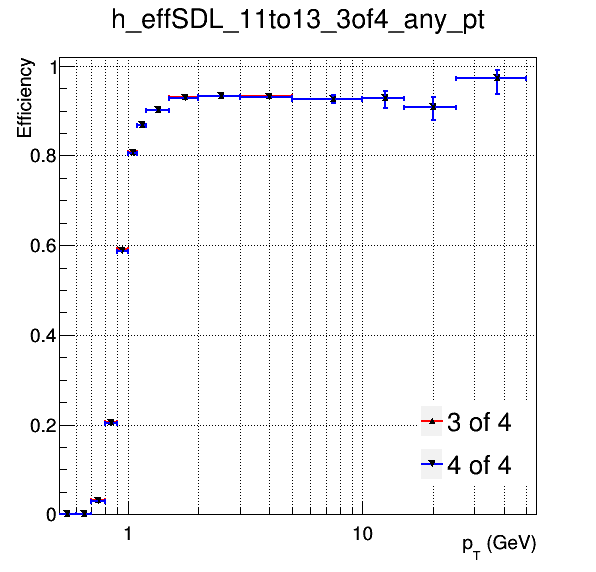 h_effSDL_11to13_3of4_any_pt
Efficiency
1
0.8
0.6
0.4
0.2
0
3 of 4
4 of 4
1
10
p_T (GeV)